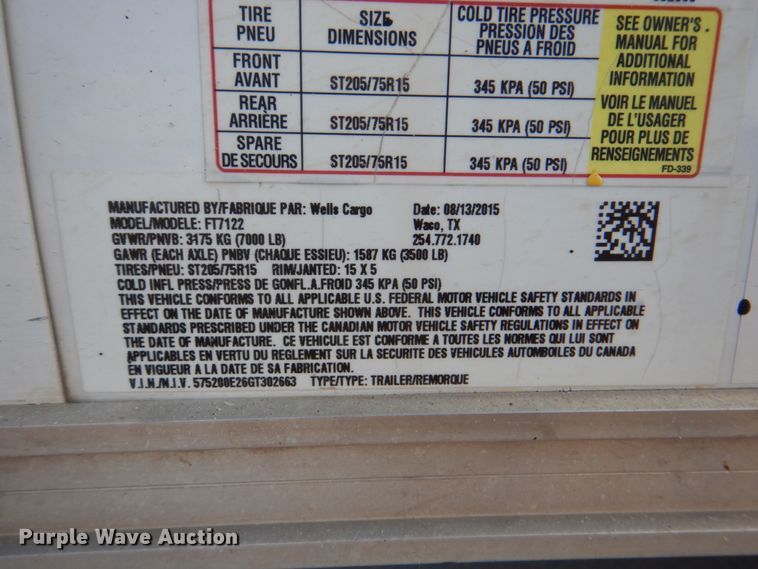 TIRE SIZE COLD TIRE PRESSURE
PNEU DIMENSIONS PRESSION DES
PNEUS A FROID
FRONT
AVANT ST205/75R15 345 KPA (50 PSI)
REAR
ARRIÈRE ST205/75R15 345 KPA (50 PSI)
SPARE
DE SECOURS ST205/75R15 345 KPA (50 PSI)
SEE OWNER'S
MANUAL FOR
ADDITIONAL
INFORMATION
VOIR LE MANUEL
DE L'USAGER
POUR PLUS DE
RENSEIGNEMENTS
FD-339
MANUFACTURED BY/FABRIQUE PAR: Wells Cargo Date: 08/13/2015
MODEL/MODELE: FT7122 Waco, TX
GVWR/PNVB: 3175 KG (7000 LB) 254.772.1740
GAWR (EACH AXLE) PNBV (CHAQUE ESSIEU): 1587 KG (3500 LB)
TIRES/PNEU: ST205/75R15 RIM/JANTED: 15 X 5
COLD INFL PRESS/PRESS DE GONFL.A.FROID 345 KPA (50 PSI)
THIS VEHICLE CONFORMS TO ALL APPLICABLE U.S. FEDERAL MOTOR VEHICLE SAFETY STANDARDS IN
EFFECT ON THE DATE OF MANUFACTURE SHOWN ABOVE. THIS VEHICLE CONFORMS TO ALL APPLICABLE
STANDARDS PRESCRIBED UNDER THE CANADIAN MOTOR VEHICLE SAFETY REGULATIONS IN EFFECT ON
THE DATE OF MANUFACTURE. CE VEHICULE EST CONFORME A TOUTES LES NORMES QUI LUI SONT
APPLICABLES EN VERTU DU REGLEMENT SUR LA SECURITE DES VEHICULES AUTOMBOILES DU CANADA
EN VIGUEUR A LA DATE DE SA FABRICATION.
V.I.N./N.I.V. 575200E26GT302663 TYPE/TYPE: TRAILER/REMORQUE
Purple Wave Auction